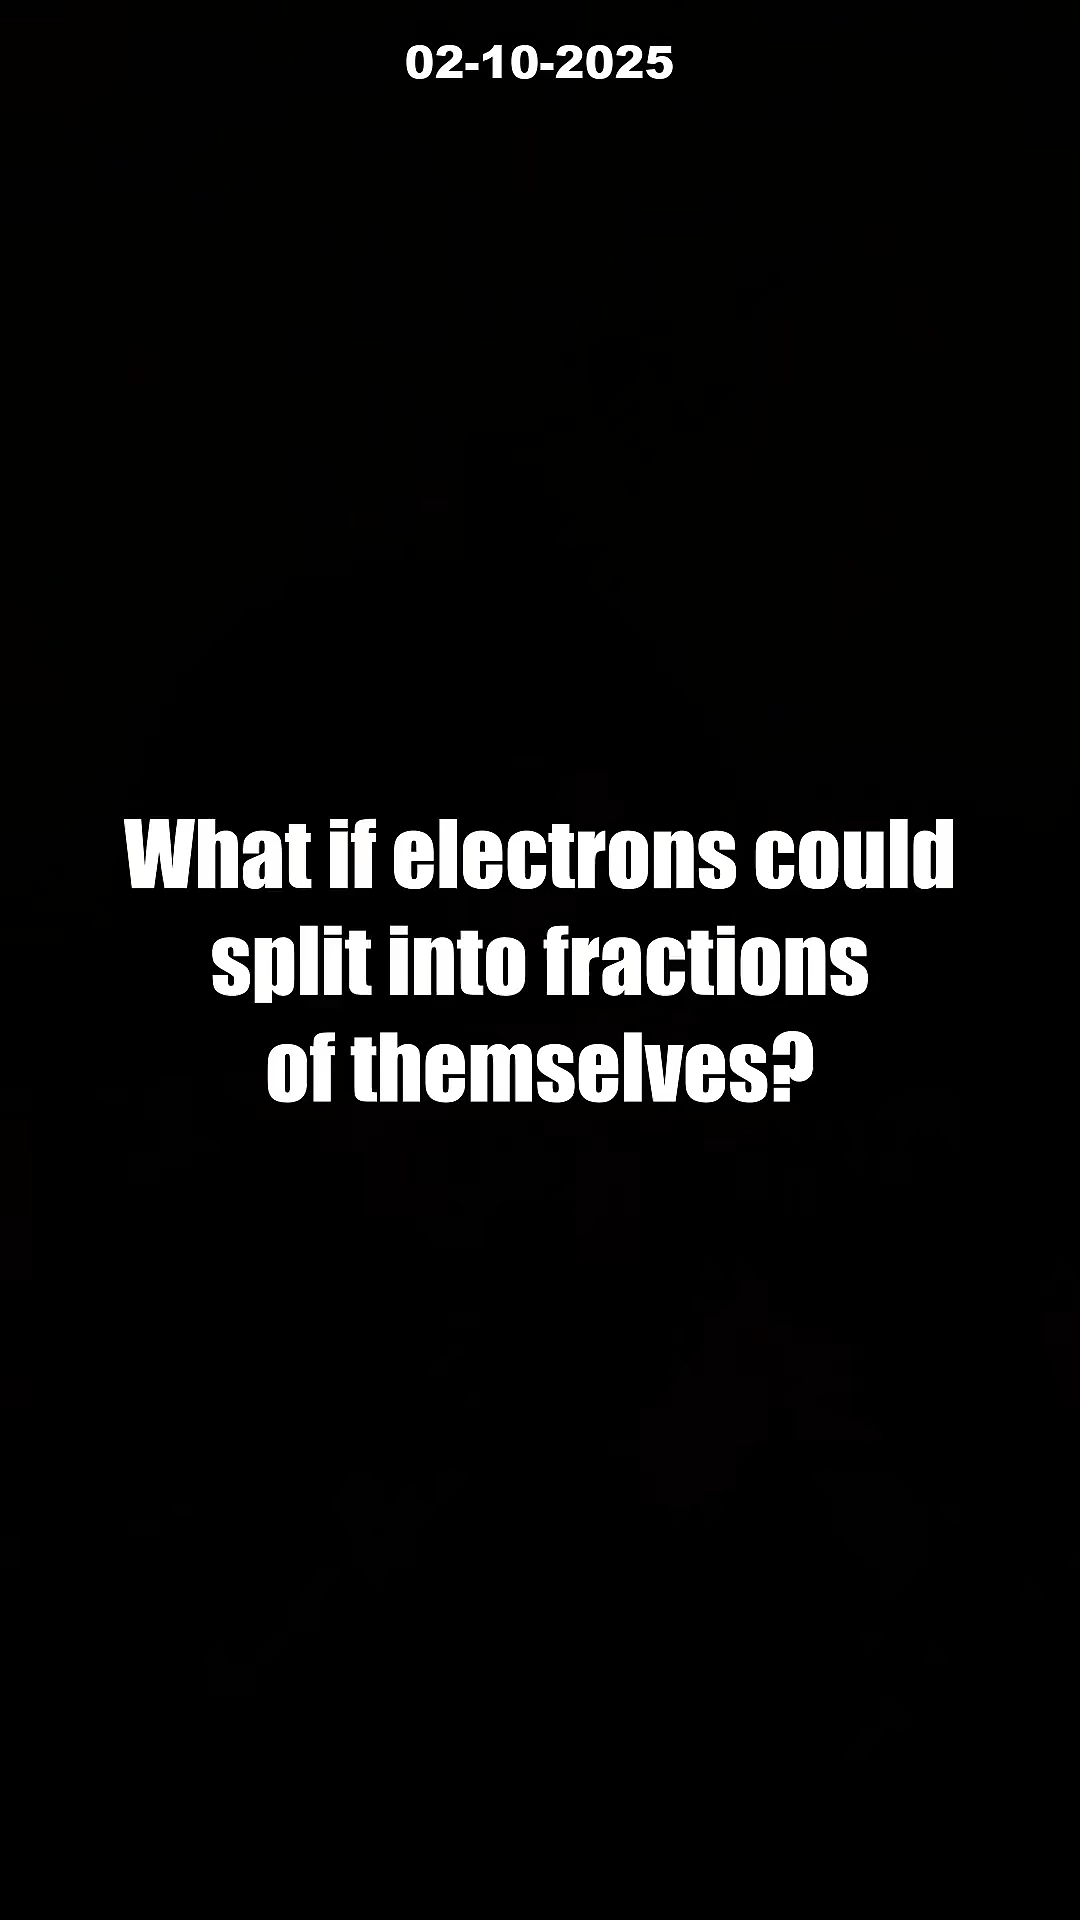 02-10-2025
What if electrons could
split into fractions
of themselves?